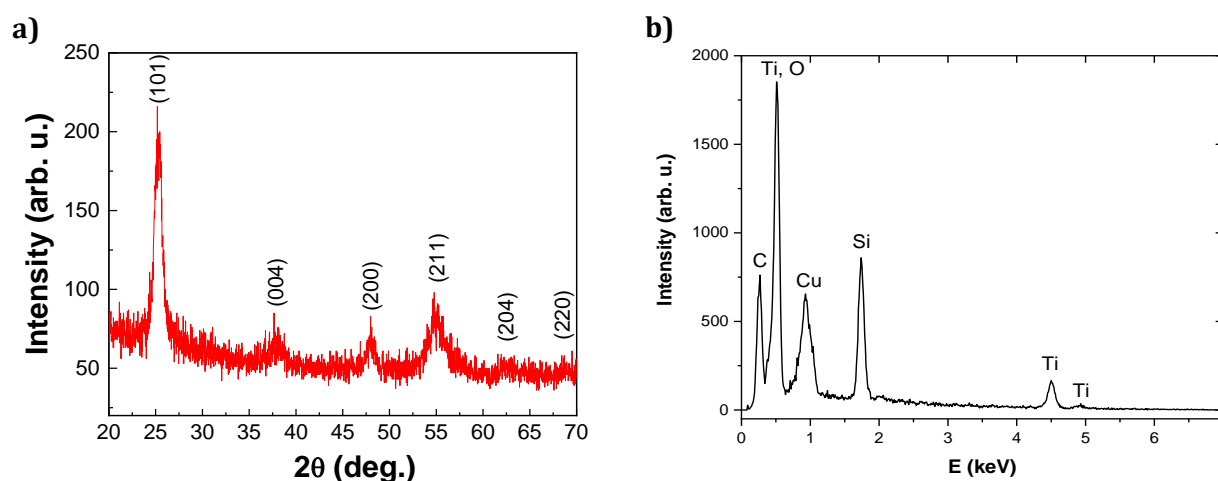 a)
250
200
150
100
50
Intensity (arb. u.)
(101)
(004)
(200)
(211)
(204)
(220)
20 25 30 35 40 45 50 55 60 65 70
2θ (deg.)
b)
2000
1500
1000
500
0
Intensity (arb. u.)
Ti, O
C
Cu
Si
Ti
Ti
0 1 2 3 4 5 6
E (keV)